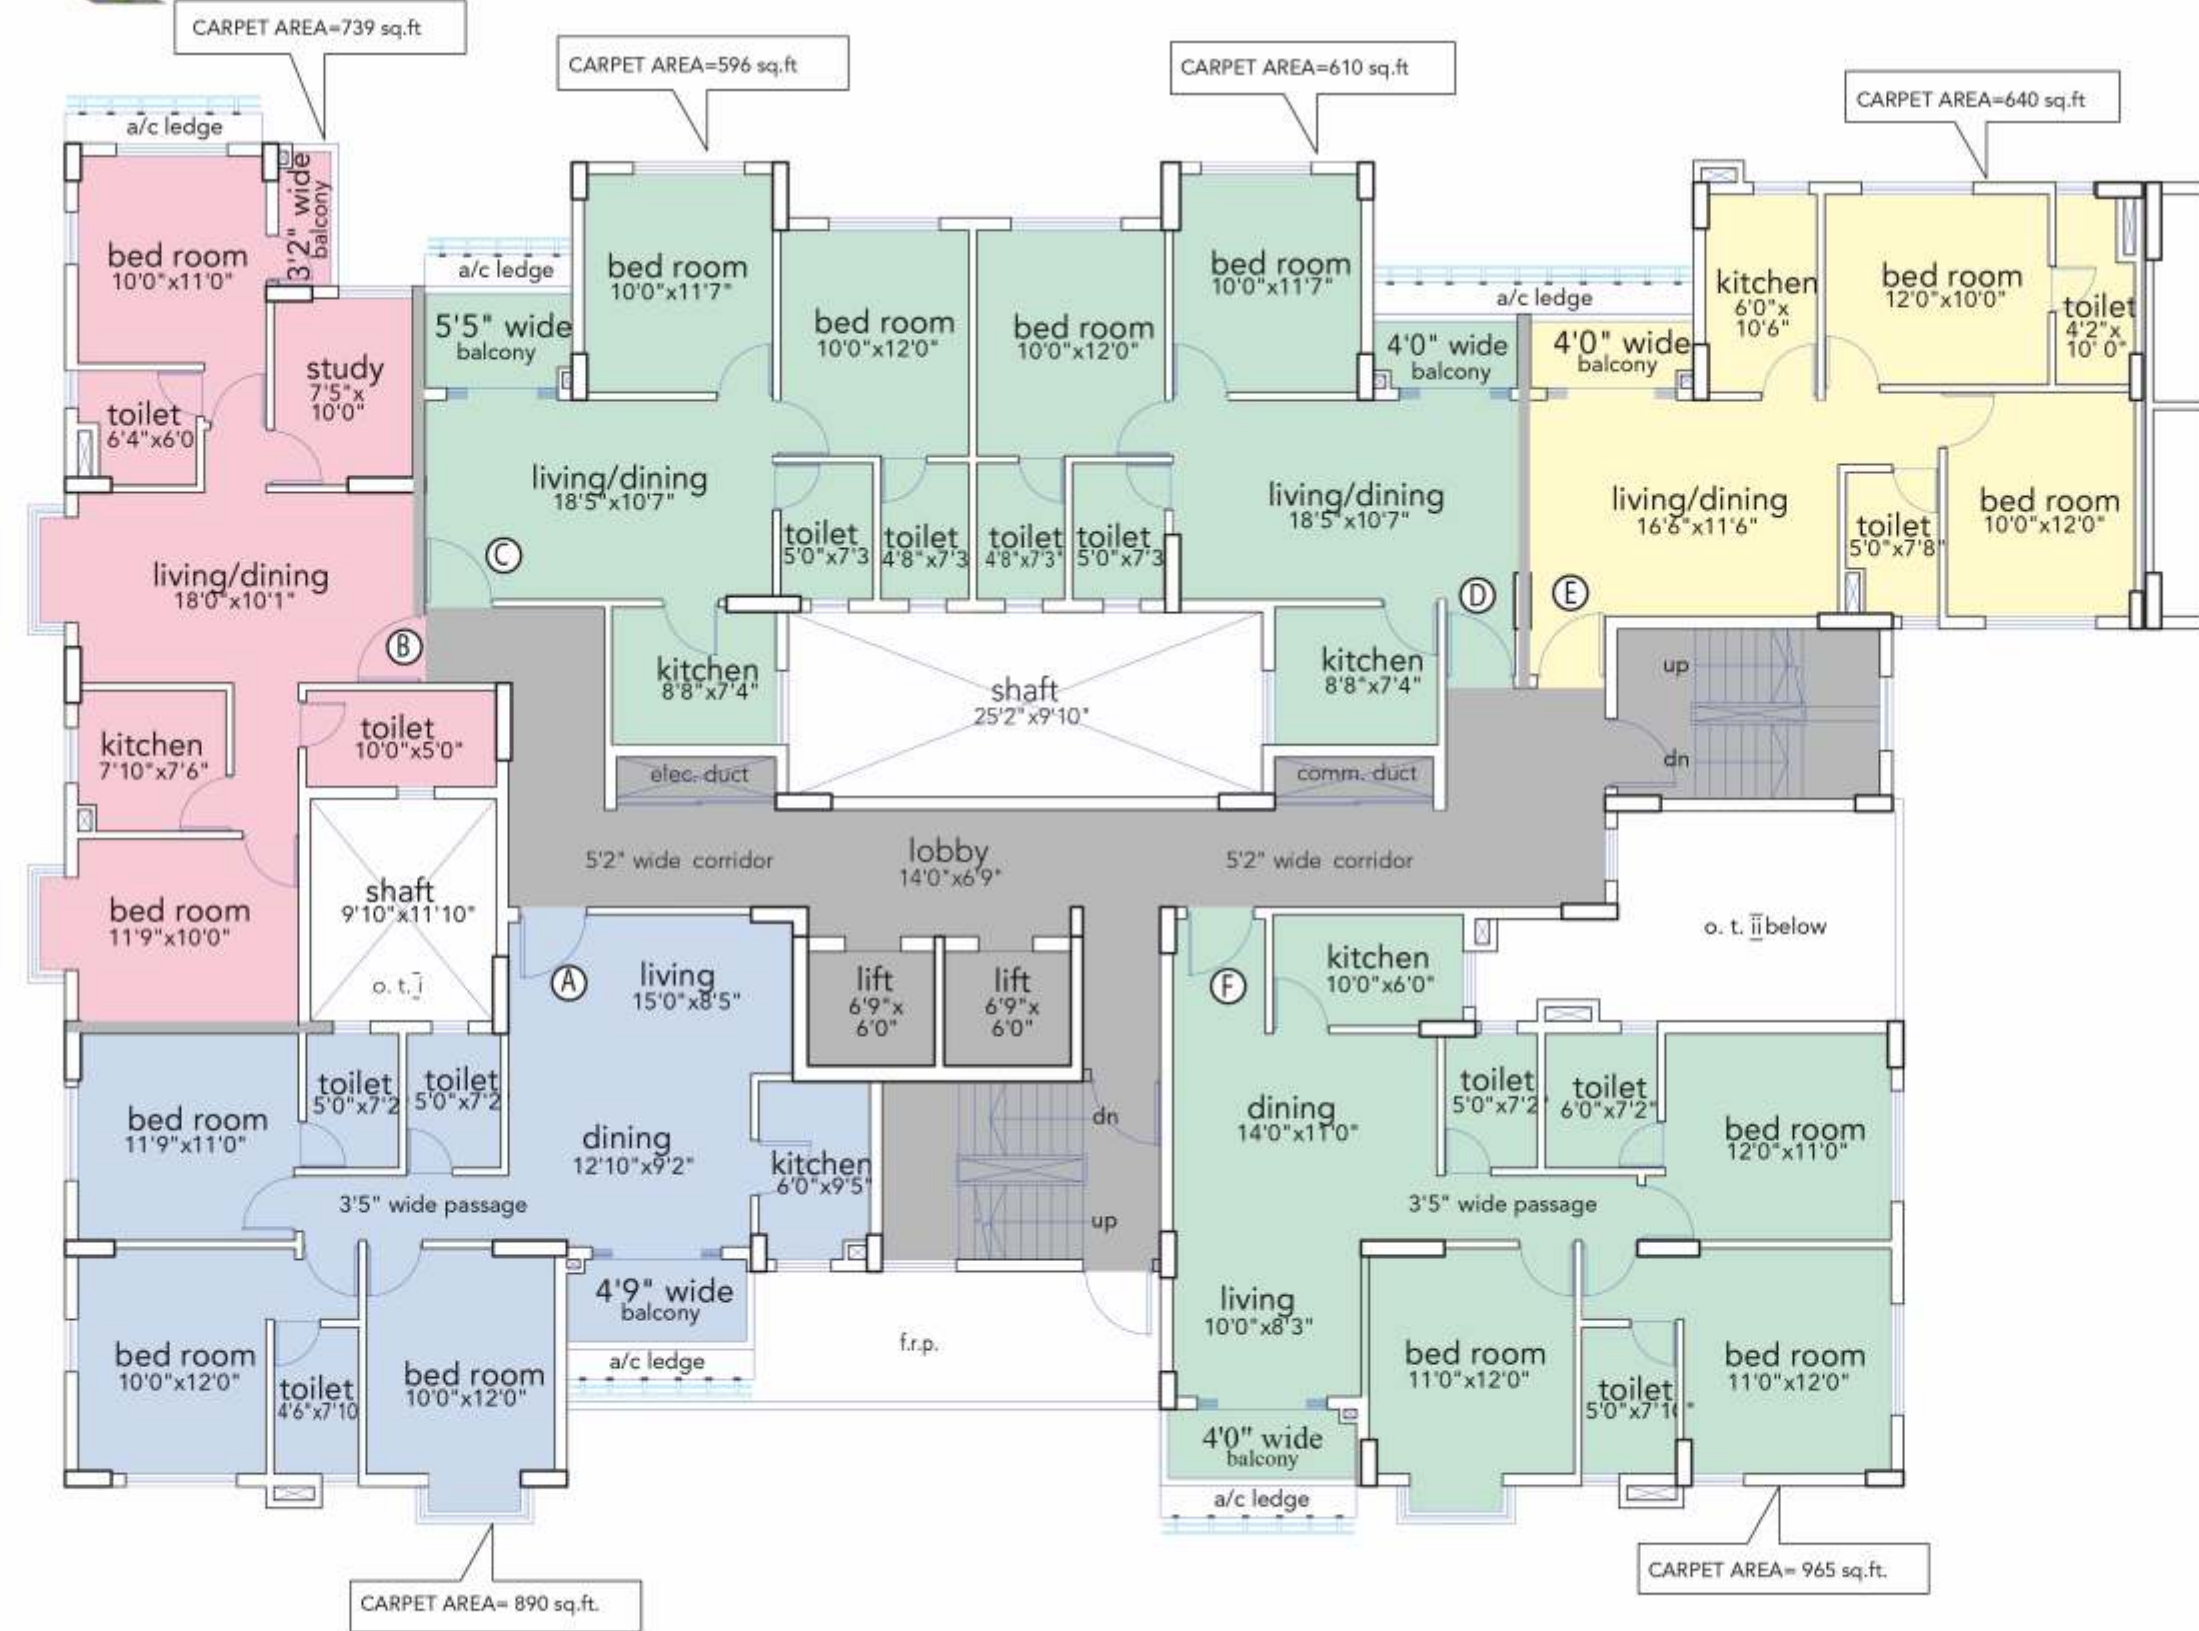 CARPET AREA=739 sq.ft
CARPET AREA=596 sq.ft
CARPET AREA=610 sq.ft
CARPET AREA=640 sq.ft
a/c ledge
bed room
10'0"x11'0"
3'2" wide
balcony
study
7'5"x
10'0"
toilet
6'4"x6'0
living/dining
18'0"x10'1"
B
kitchen
7'10"x7'6"
toilet
10'0"x5'0"
bed room
11'9"x10'0"
shaft
9'10"x11'10"
o. t. i
a/c ledge
5'5" wide
balcony
bed room
10'0"x11'7"
bed room
10'0"x12'0"
living/dining
18'5"x10'7"
C
toilet
5'0"x7'3
toilet
4'8"x7'3
kitchen
8'8"x7'4"
elec. duct
shaft
25'2"x9'10"
bed room
10'0"x12'0"
bed room
10'0"x11'7"
a/c ledge
4'0" wide
balcony
living/dining
18'5"x10'7"
toilet
4'8"x7'3"
toilet
5'0"x7'3
D
kitchen
8'8"x7'4"
comm. duct
4'0" wide
balcony
kitchen
6'0"x
10'6"
bed room
12'0"x10'0"
toilet
4'2"x
10' 0"
living/dining
16'6"x11'6"
E
toilet
5'0"x7'8"
bed room
10'0"x12'0"
up
dn
5'2" wide corridor
lobby
14'0"x6'9"
5'2" wide corridor
o. t. ii below
lift
6'9"x
6'0"
lift
6'9"x
6'0"
A
living
15'0"x8'5"
bed room
11'9"x11'0"
toilet
5'0"x7'2
toilet
5'0"x7'2
dining
12'10"x9'2"
kitchen
6'0"x9'5"
3'5" wide passage
bed room
10'0"x12'0"
toilet
4'6"x7'10
bed room
10'0"x12'0"
4'9" wide
balcony
a/c ledge
dn
up
f.r.p.
F
kitchen
10'0"x6'0"
dining
14'0"x11'0"
toilet
5'0"x7'2"
toilet
6'0"x7'2"
bed room
12'0"x11'0"
3'5" wide passage
living
10'0"x8'3"
bed room
11'0"x12'0"
toilet
5'0"x7'10"
bed room
11'0"x12'0"
4'0" wide
balcony
a/c ledge
CARPET AREA= 890 sq.ft.
CARPET AREA= 965 sq.ft.